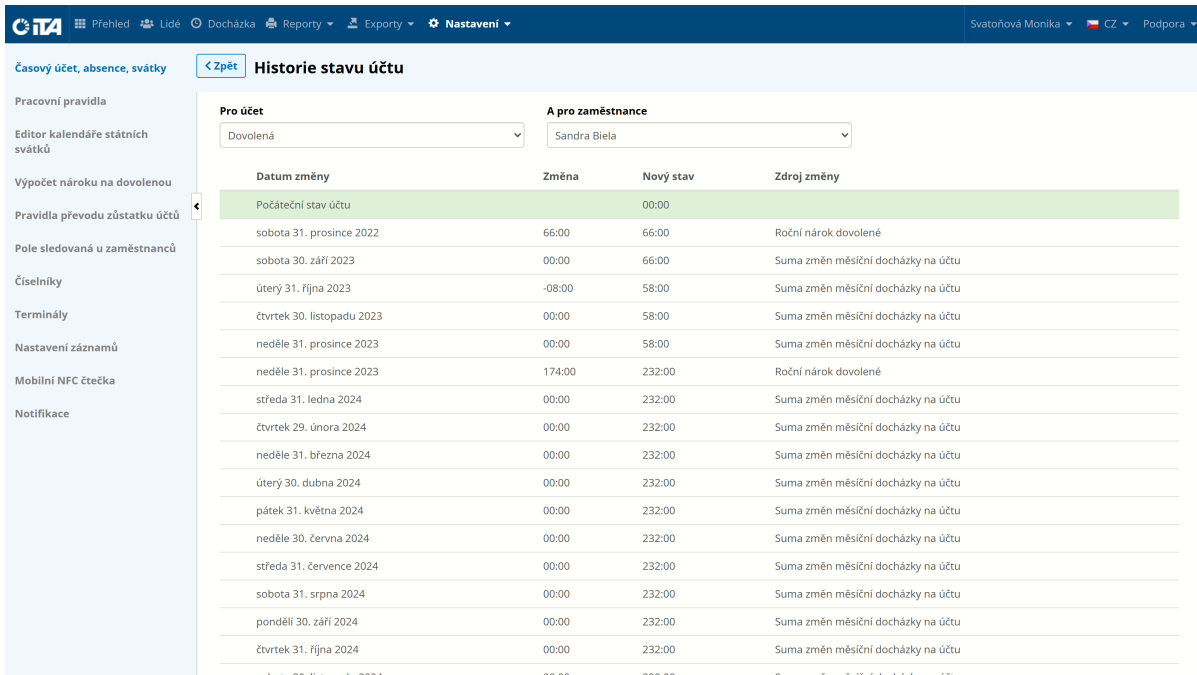 iTA Přehled Lidé Docházka Reporty Exporty Nastavení Svatoňová Monika CZ Podpora
Časový účet, absence, svátky
Pracovní pravidla
Editor kalendáře státních
svátků
Výpočet nároku na dovolenou
Pravidla převodu zůstatku účtů
Pole sledovaná u zaměstnanců
Číselníky
Terminály
Nastavení záznamů
Mobilní NFC čtečka
Notifikace
Zpět Historie stavu účtu
Pro účet A pro zaměstnance
Dovolená Sandra Biela
Datum změny Změna Nový stav Zdroj změny
Počáteční stav účtu 00:00
sobota 31. prosince 2022 66:00 66:00 Roční nárok dovolené
sobota 30. září 2023 00:00 66:00 Suma změn měsíční docházky na účtu
úterý 31. října 2023 -08:00 58:00 Suma změn měsíční docházky na účtu
čtvrtek 30. listopadu 2023 00:00 58:00 Suma změn měsíční docházky na účtu
neděle 31. prosince 2023 00:00 58:00 Suma změn měsíční docházky na účtu
neděle 31. prosince 2023 174:00 232:00 Roční nárok dovolené
středa 31. ledna 2024 00:00 232:00 Suma změn měsíční docházky na účtu
čtvrtek 29. února 2024 00:00 232:00 Suma změn měsíční docházky na účtu
neděle 31. března 2024 00:00 232:00 Suma změn měsíční docházky na účtu
úterý 30. dubna 2024 00:00 232:00 Suma změn měsíční docházky na účtu
pátek 31. května 2024 00:00 232:00 Suma změn měsíční docházky na účtu
neděle 30. června 2024 00:00 232:00 Suma změn měsíční docházky na účtu
středa 31. července 2024 00:00 232:00 Suma změn měsíční docházky na účtu
sobota 31. srpna 2024 00:00 232:00 Suma změn měsíční docházky na účtu
pondělí 30. září 2024 00:00 232:00 Suma změn měsíční docházky na účtu
čtvrtek 31. října 2024 00:00 232:00 Suma změn měsíční docházky na účtu